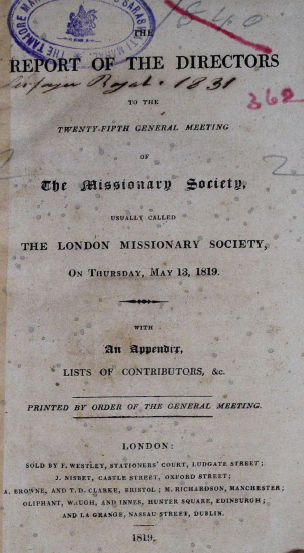 1840
THE
REPORT OF THE DIRECTORS
Royal. 1831
362
TO THE
TWENTY-FIFTH GENERAL MEETING
OF
The Missionary Society,
USUALLY CALLED
THE LONDON MISSIONARY SOCIETY,
ON THURSDAY, MAY 13, 1819.
WITH
An Appendix,
LISTS OF CONTRIBUTORS, &c.
PRINTED BY ORDER OF THE GENERAL MEETING.
LONDON:
SOLD BY F. WESTLEY, STATIONERS' COURT, LUDGATE STREET;
J. NISBET, CASTLE STREET, OXFORD STREET;
A. BROWNE, AND T. D. CLARKE, BRISTOL; M. RICHARDSON, MANCHESTER;
OLIPHANT, WAUGH, AND INNES, HUNTER SQUARE, EDINBURGH;
AND LA GRANGE, NASSAU STREET, DUBLIN.
1819.